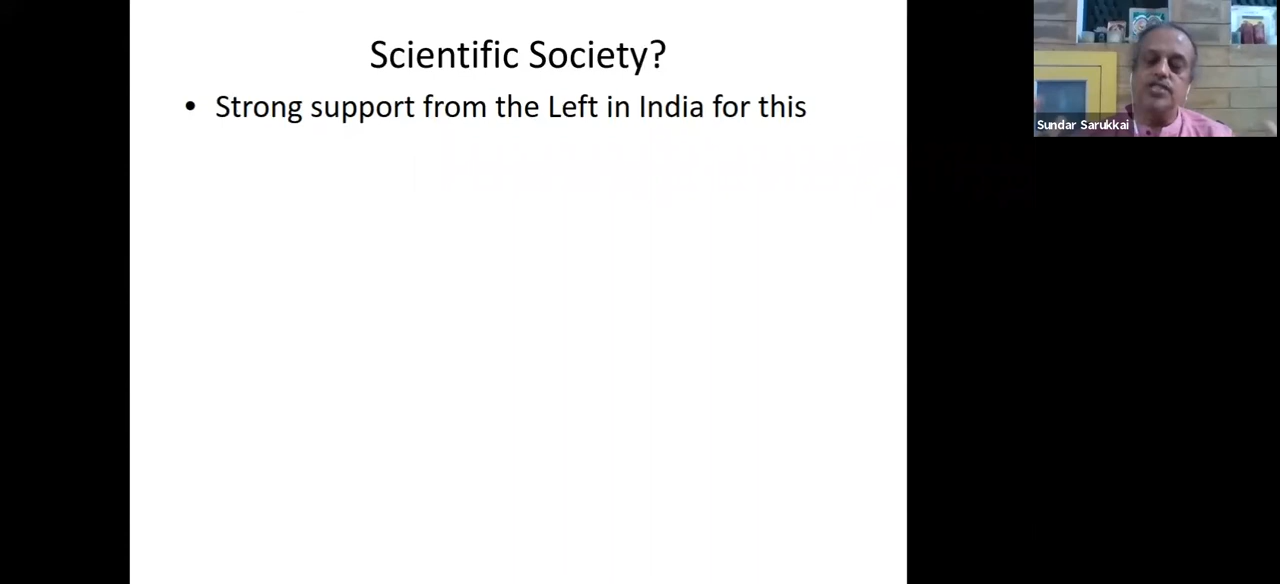 Scientific Society?
• Strong support from the Left in India for this
Sundar Sarukkai